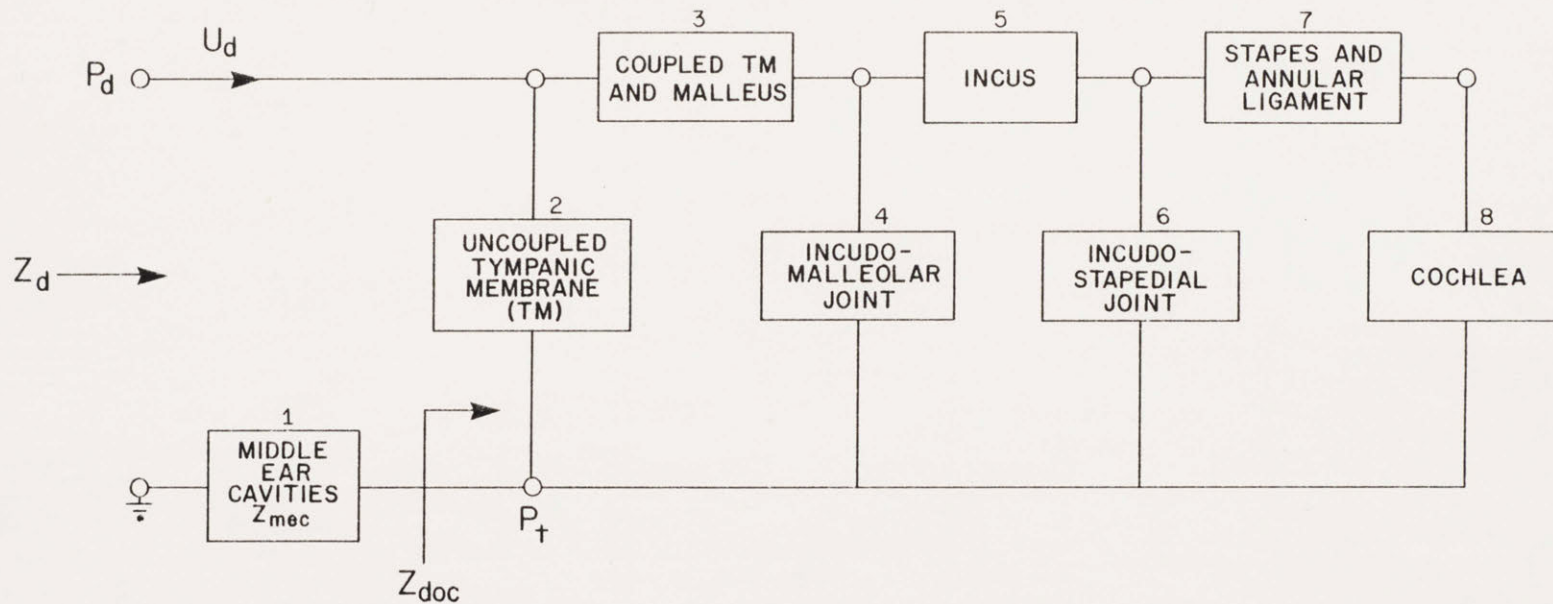 3
5
7
U_d
P_d
COUPLED TM
AND MALLEUS
INCUS
STAPES AND
ANNULAR
LIGAMENT
2
4
6
8
UNCOUPLED
TYMPANIC
MEMBRANE
(TM)
INCUDO-
MALLEOLAR
JOINT
INCUDO-
STAPEDIAL
JOINT
COCHLEA
Z_d
1
MIDDLE
EAR
CAVITIES
Z_mec
P_t
Z_doc